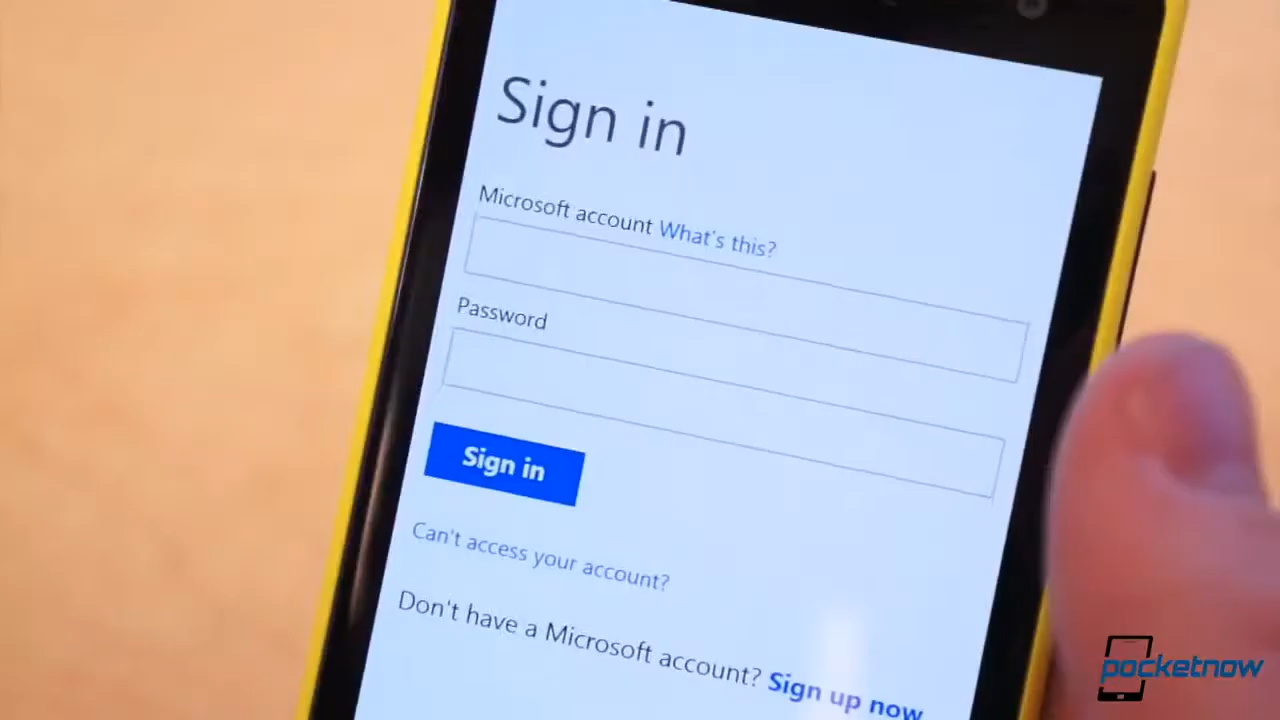 Sign in
Microsoft account What's this?
Password
Sign in
Can't access your account?
Don't have a Microsoft account? Sign up now
pocketnow